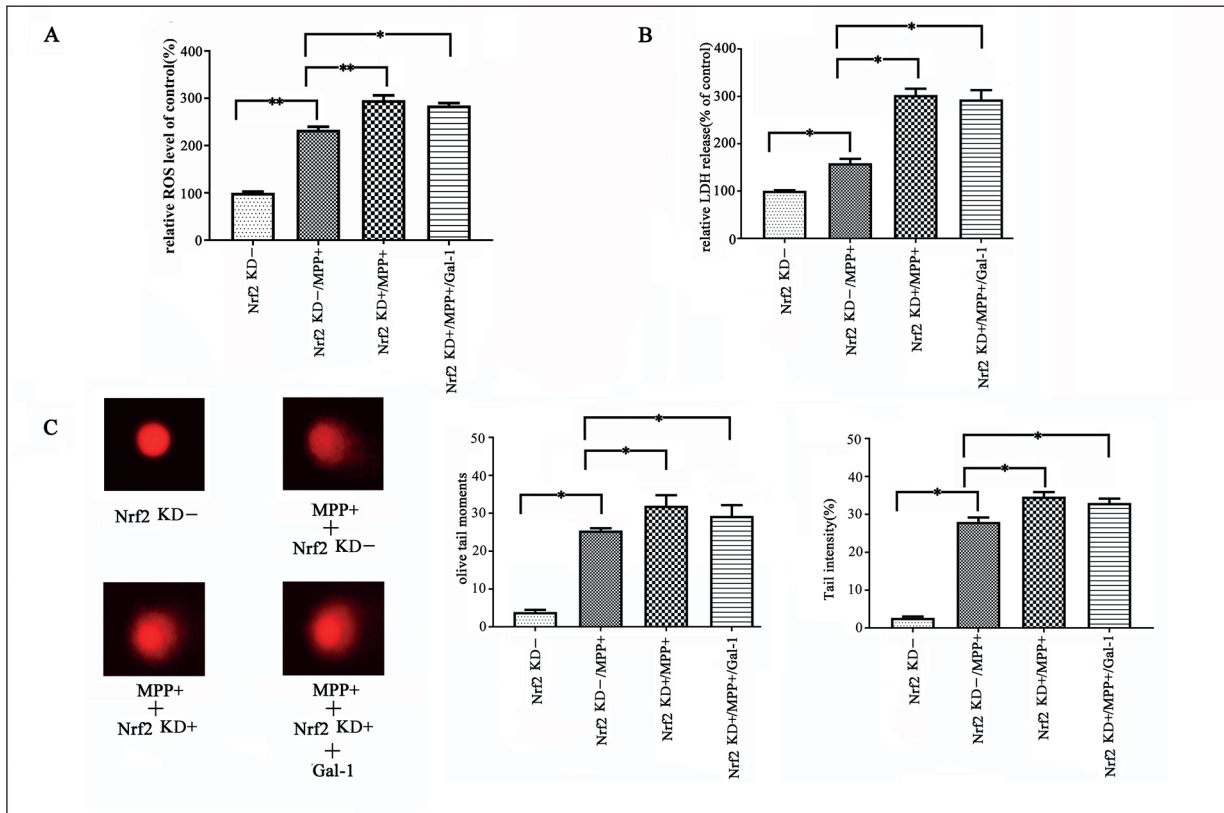 A
relative ROS level of control(%)
400
300
200
100
0
**
**
*
Nrf2 KD−
Nrf2 KD−/MPP+
Nrf2 KD+/MPP+
Nrf2 KD+/MPP+/Gal-1
B
relative LDH release(% of control)
400
300
200
100
0
*
*
*
Nrf2 KD−
Nrf2 KD−/MPP+
Nrf2 KD+/MPP+
Nrf2 KD+/MPP+/Gal-1
C
Nrf2 KD−
MPP+
+
Nrf2 KD−
MPP+
+
Nrf2 KD+
MPP+
+
Nrf2 KD+
+
Gal-1
olive tail moments
50
40
30
20
10
0
*
*
*
Nrf2 KD−
Nrf2 KD−/MPP+
Nrf2 KD+/MPP+
Nrf2 KD+/MPP+/Gal-1
Tail intensity(%)
50
40
30
20
10
0
*
*
*
Nrf2 KD−
Nrf2 KD−/MPP+
Nrf2 KD+/MPP+
Nrf2 KD+/MPP+/Gal-1